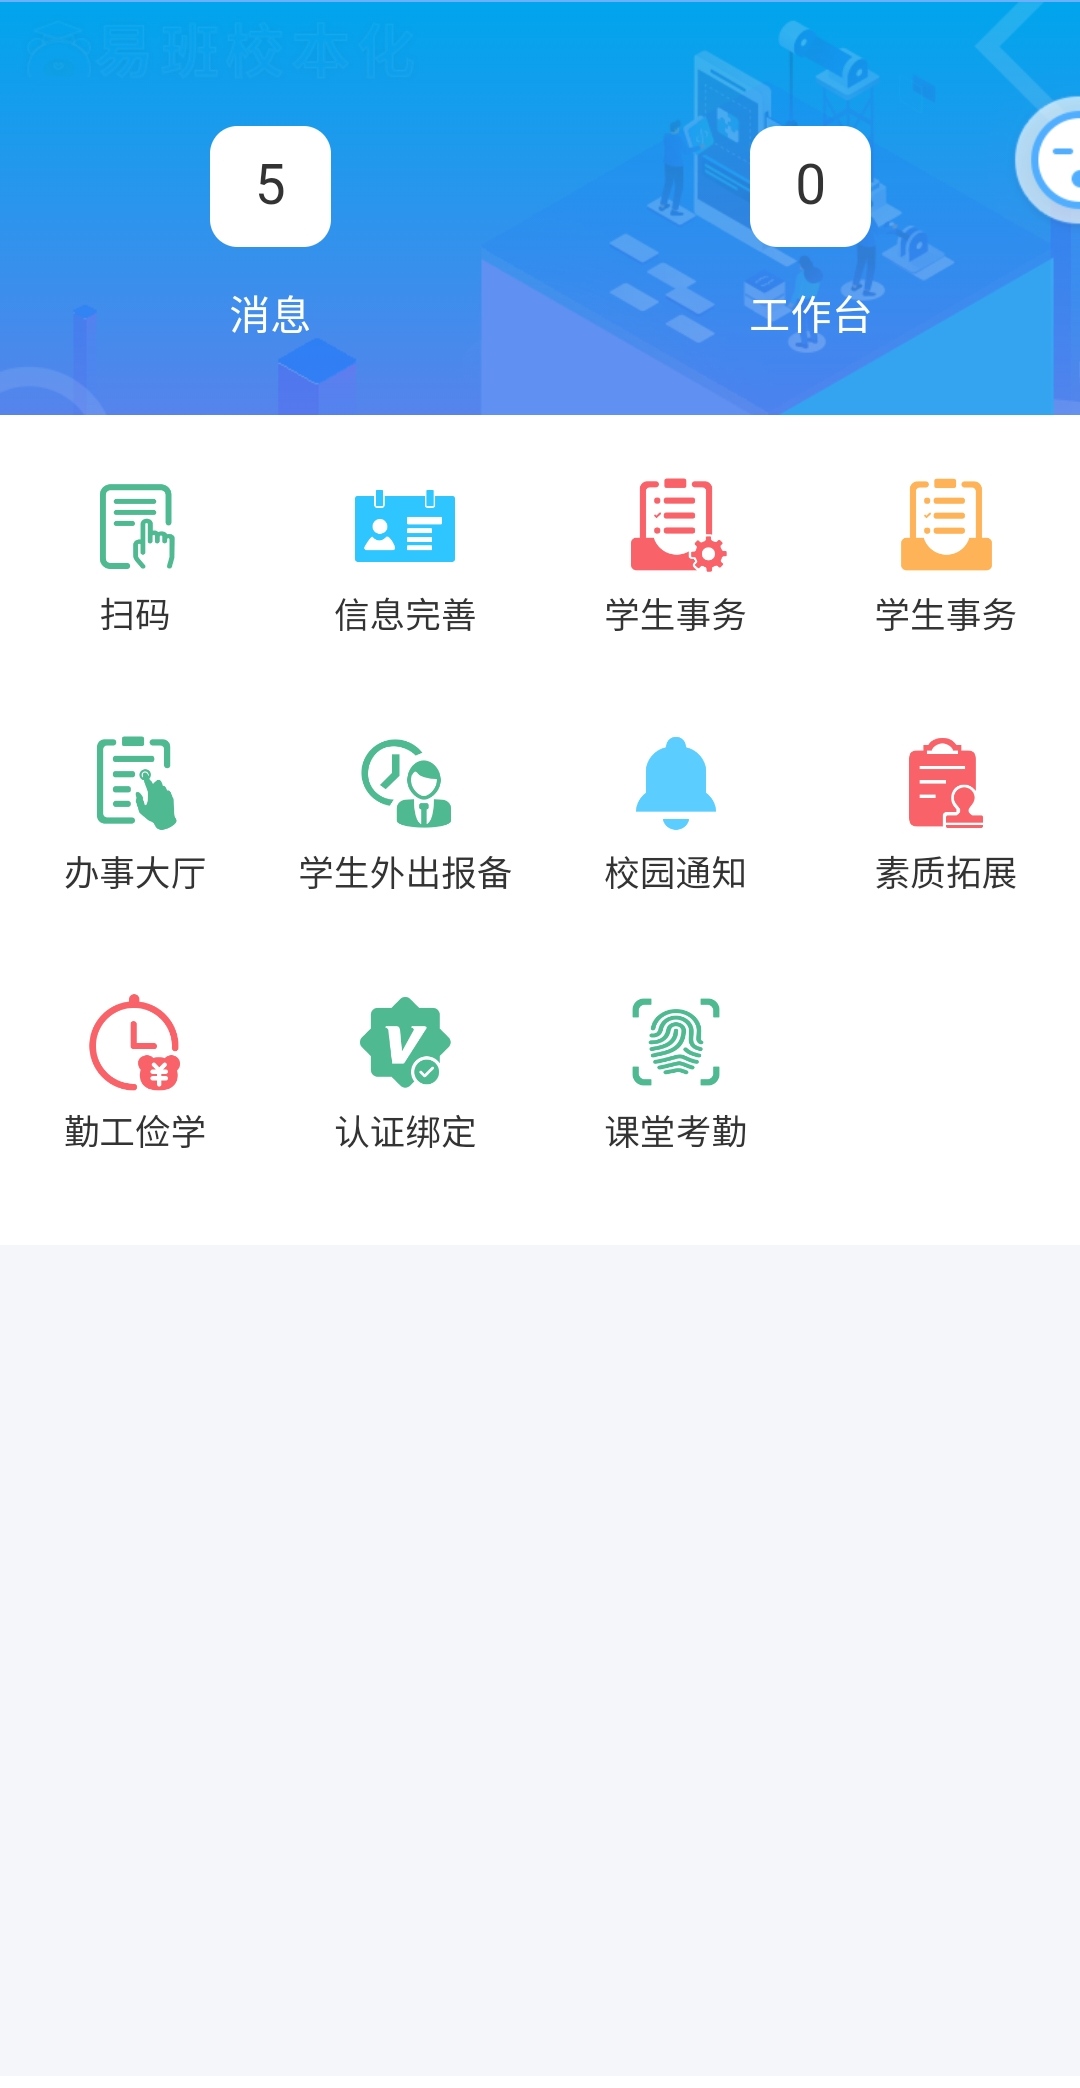 易班校本化
5
0
消息
工作台
扫码
信息完善
学生事务
学生事务
办事大厅
学生外出报备
校园通知
素质拓展
勤工俭学
认证绑定
课堂考勤